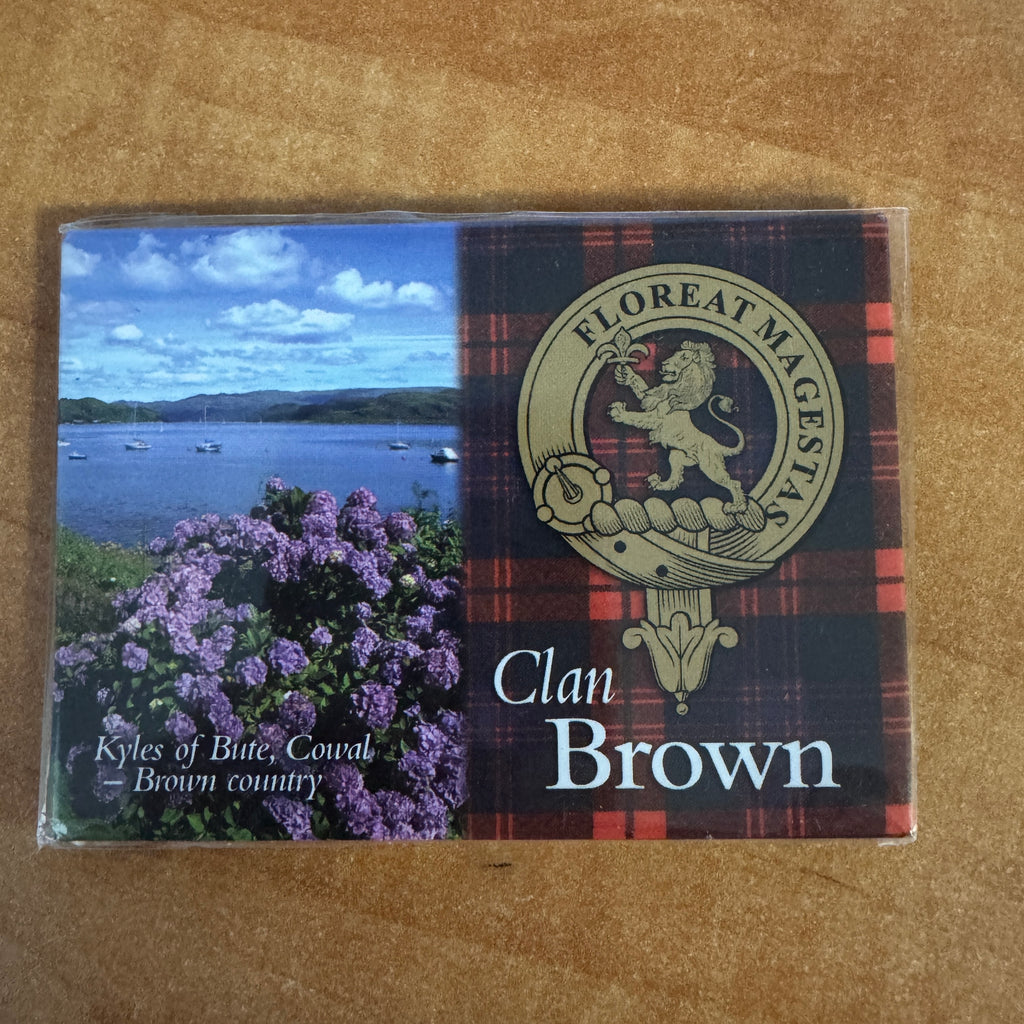 Kyles of Bute, Cowal
– Brown country
FLOREAT MAGESTAS
Clan
Brown